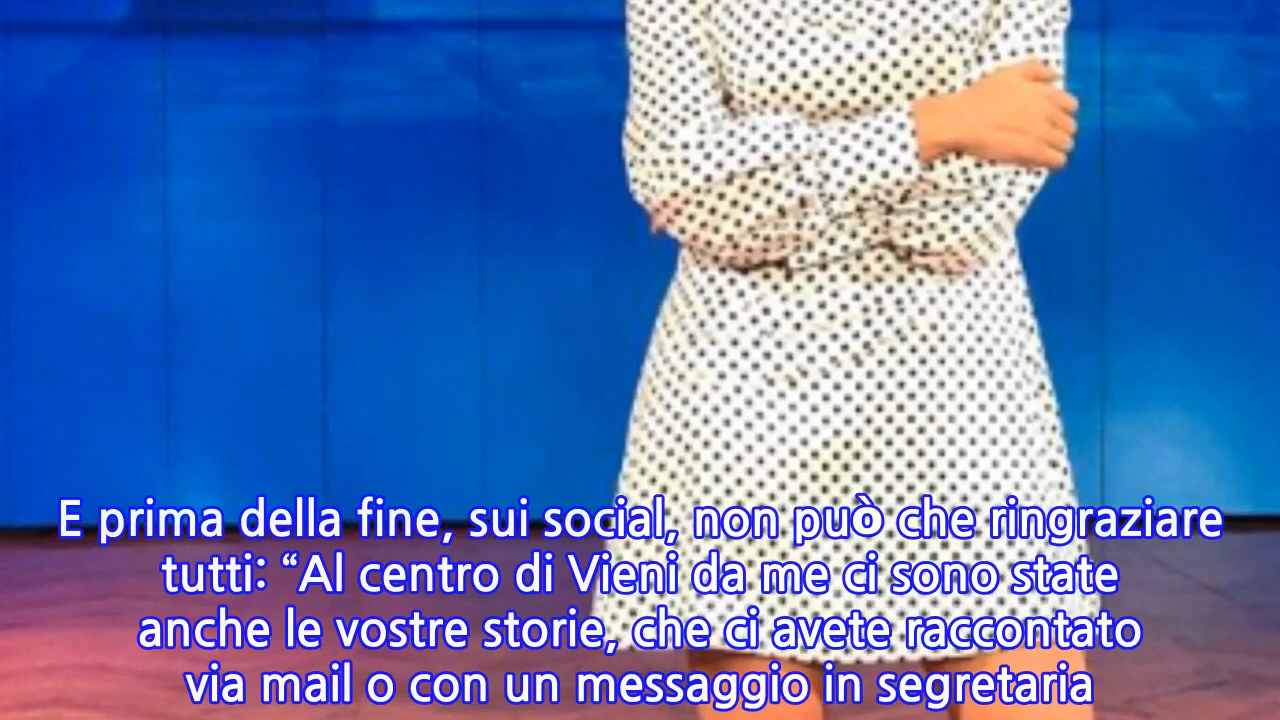 E prima della fine, sui social, non può che ringraziare
tutti: “Al centro di Vieni da me ci sono state
anche le vostre storie, che ci avete raccontato
via mail o con un messaggio in segretaria